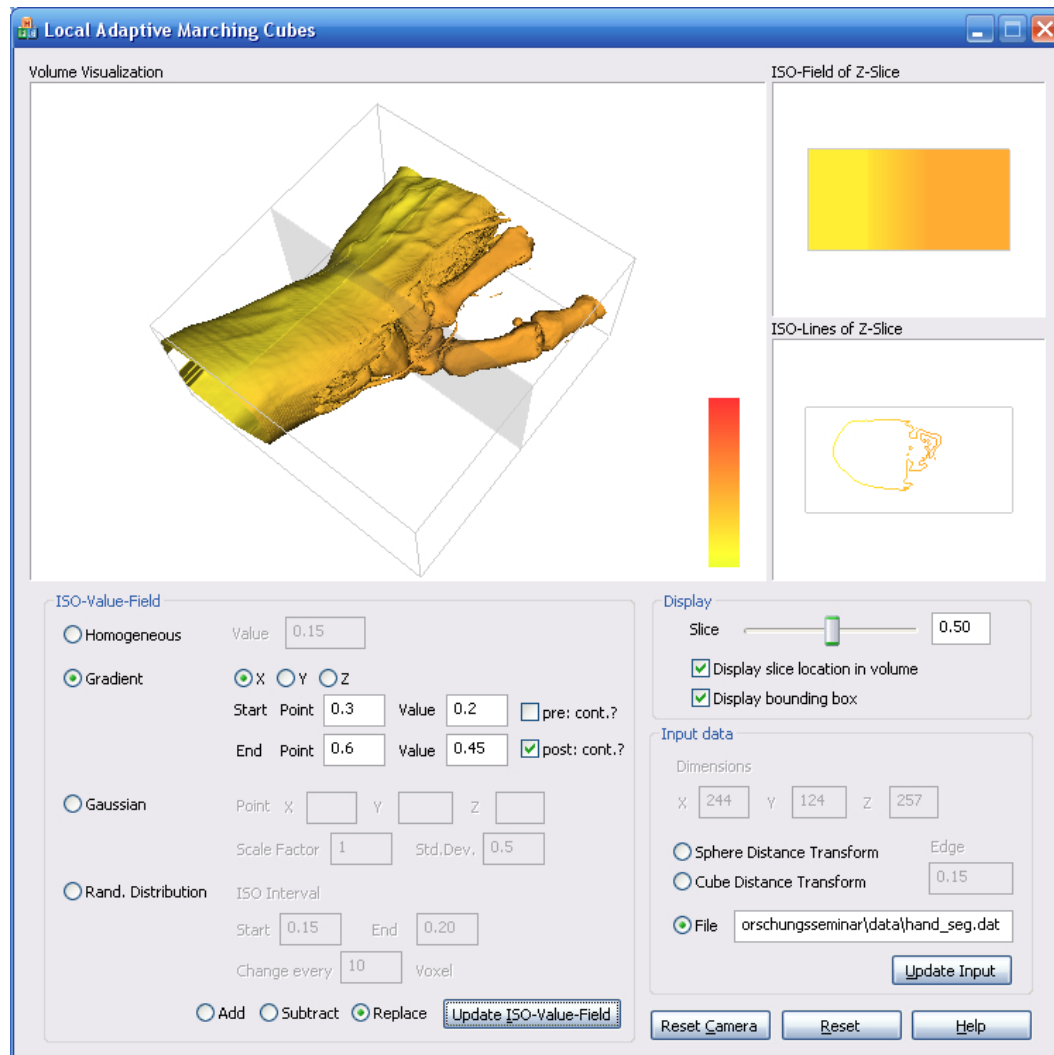 Local Adaptive Marching Cubes
Volume Visualization
ISO-Field of Z-Slice
ISO-Lines of Z-Slice
ISO-Value-Field
Homogeneous Value 0.15
Gradient X Y Z
Start Point 0.3 Value 0.2 pre: cont.?
End Point 0.6 Value 0.45 post: cont.?
Gaussian Point X Y Z
Scale Factor 1 Std.Dev. 0.5
Rand. Distribution ISO Interval
Start 0.15 End 0.20
Change every 10 Voxel
Add Subtract Replace Update ISO-Value-Field
Display
Slice 0.50
Display slice location in volume
Display bounding box
Input data
Dimensions
X 244 Y 124 Z 257
Sphere Distance Transform Edge
Cube Distance Transform 0.15
File orschungsseminar\data\hand_seg.dat
Update Input
Reset Camera Reset Help